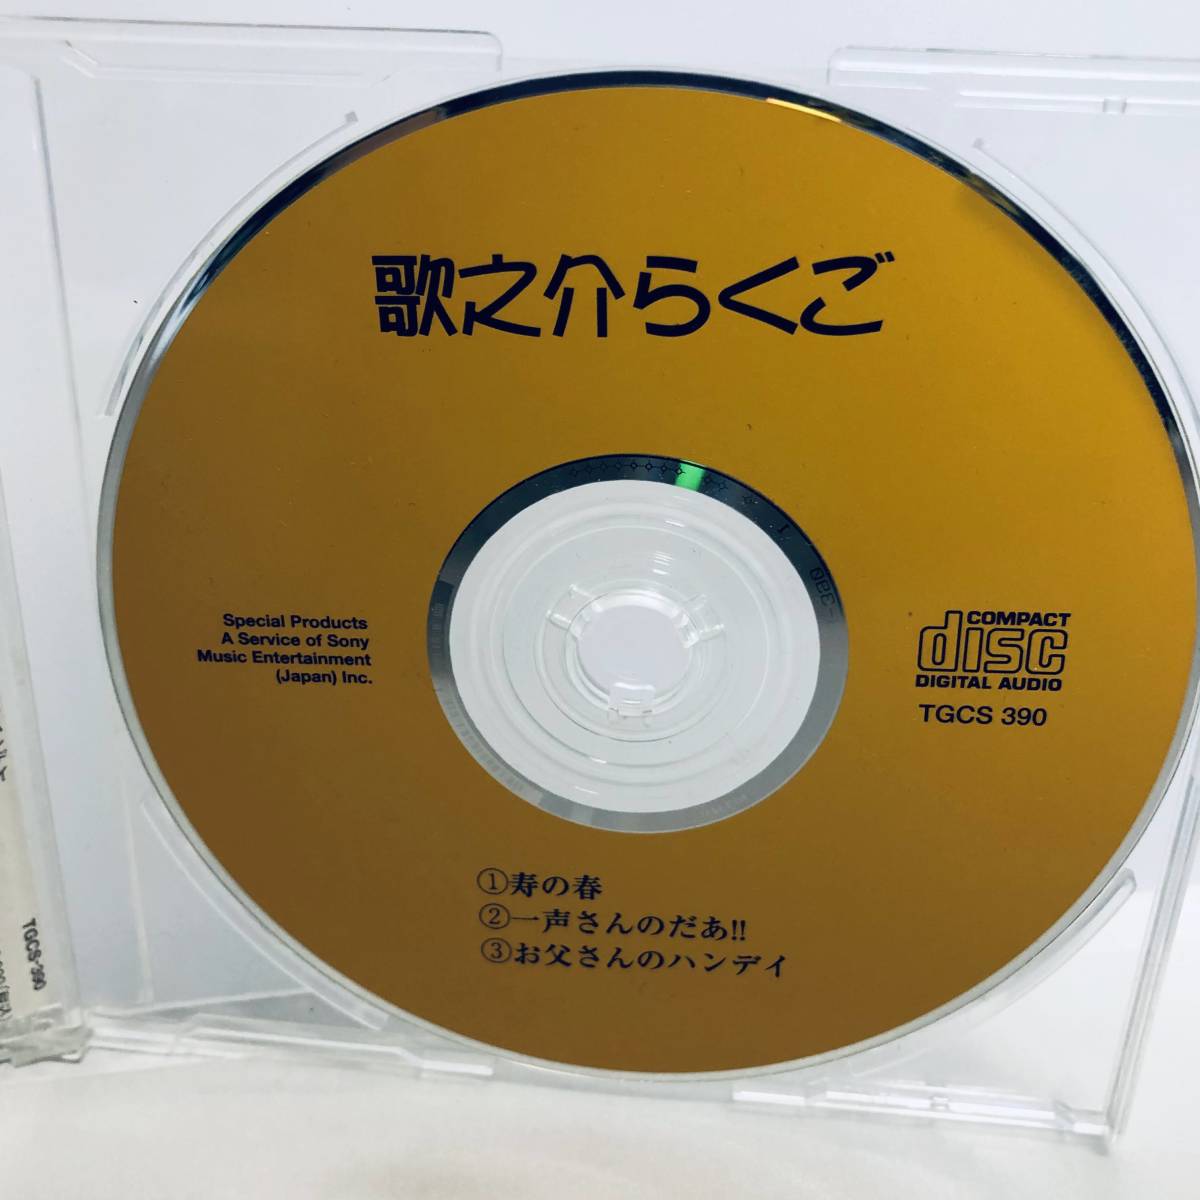 歌之介らくご
Special Products
A Service of Sony
Music Entertainment
(Japan) Inc.
COMPACT
disc
DIGITAL AUDIO
TGCS 390
①寿の春
②一声さんのだあ!!
③お父さんのハンデイ
TGCS-390